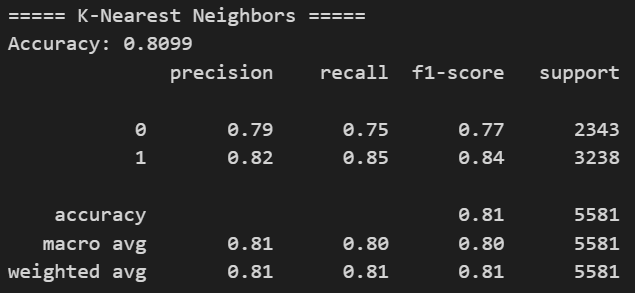 ===== K-Nearest Neighbors =====
Accuracy: 0.8099
precision recall f1-score support
0 0.79 0.75 0.77 2343
1 0.82 0.85 0.84 3238
accuracy 0.81 5581
macro avg 0.81 0.80 0.80 5581
weighted avg 0.81 0.81 0.81 5581